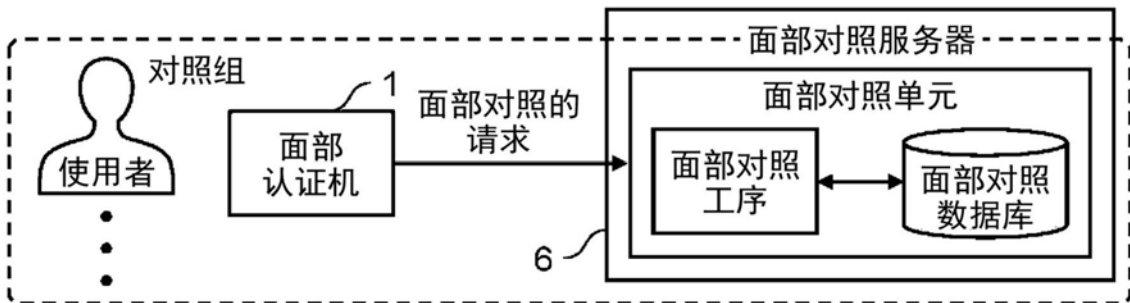 面部对照服务器
对照组
1
面部对照的
请求
面部对照单元
使用者
面部
认证机
面部对照
工序
面部对照
数据库
6